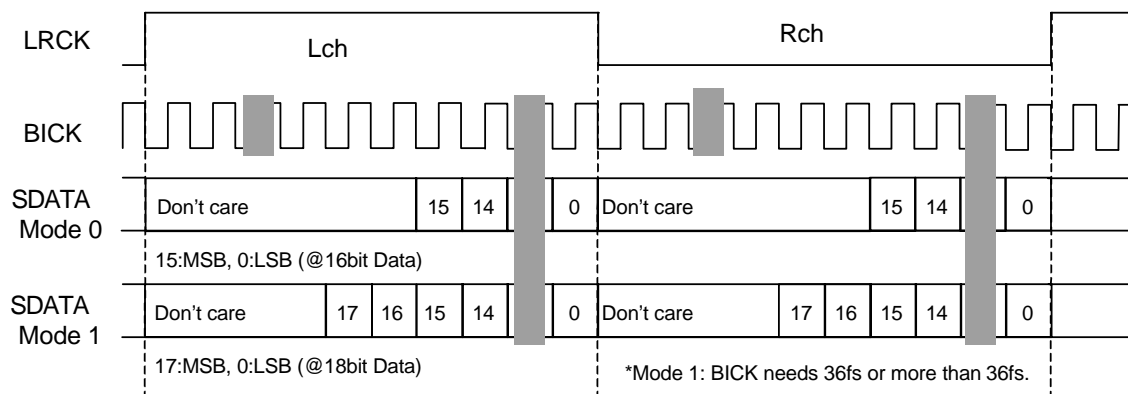 LRCK
Lch
Rch
BICK
SDATA
Mode 0
Don't care 15 14 0 Don't care 15 14 0
15:MSB, 0:LSB (@16bit Data)
SDATA
Mode 1
Don't care 17 16 15 14 0 Don't care 17 16 15 14 0
17:MSB, 0:LSB (@18bit Data)
*Mode 1: BICK needs 36fs or more than 36fs.